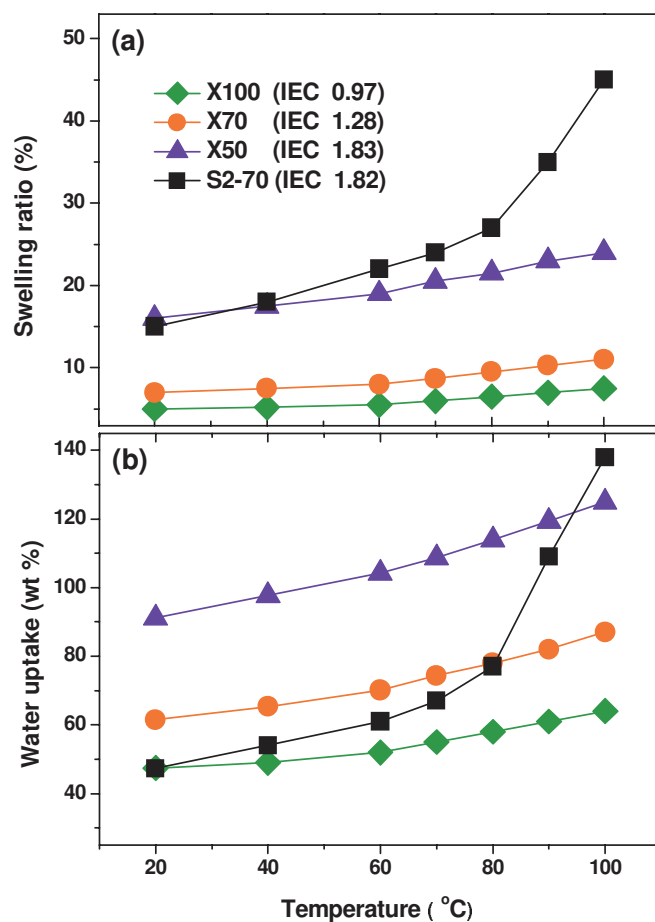 (a)
X100 (IEC 0.97)
X70 (IEC 1.28)
X50 (IEC 1.83)
S2-70 (IEC 1.82)
50
40
30
20
10
Swelling ratio (%)
(b)
140
120
100
80
60
40
Water uptake (wt %)
20 40 60 80 100
Temperature ( °C)